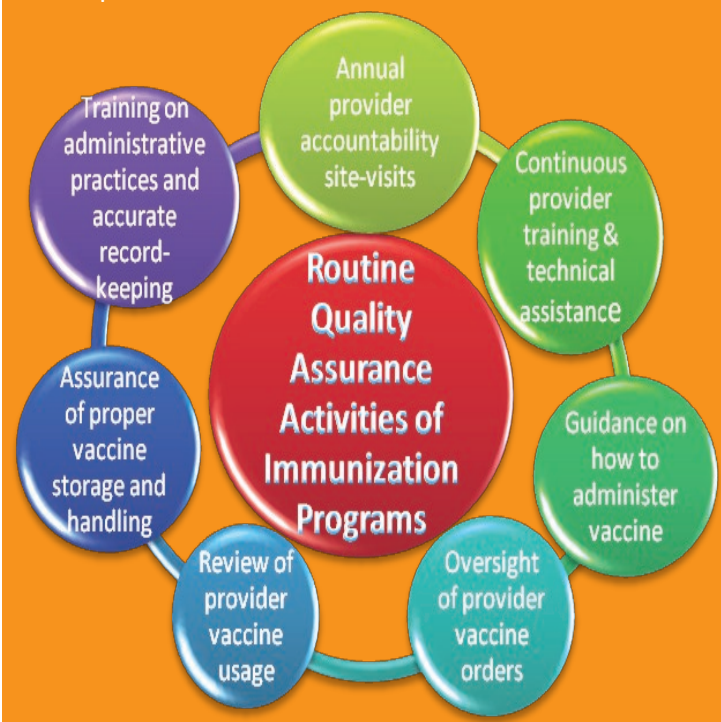 Routine
Quality
Assurance
Activities of
Immunization
Programs
Annual
provider
accountability
site-visits
Continuous
provider
training &
technical
assistance
Guidance on
how to
administer
vaccine
Oversight
of provider
vaccine
orders
Review of
provider
vaccine
usage
Assurance
of proper
vaccine
storage and
handling
Training on
administrative
practices and
accurate
record-
keeping